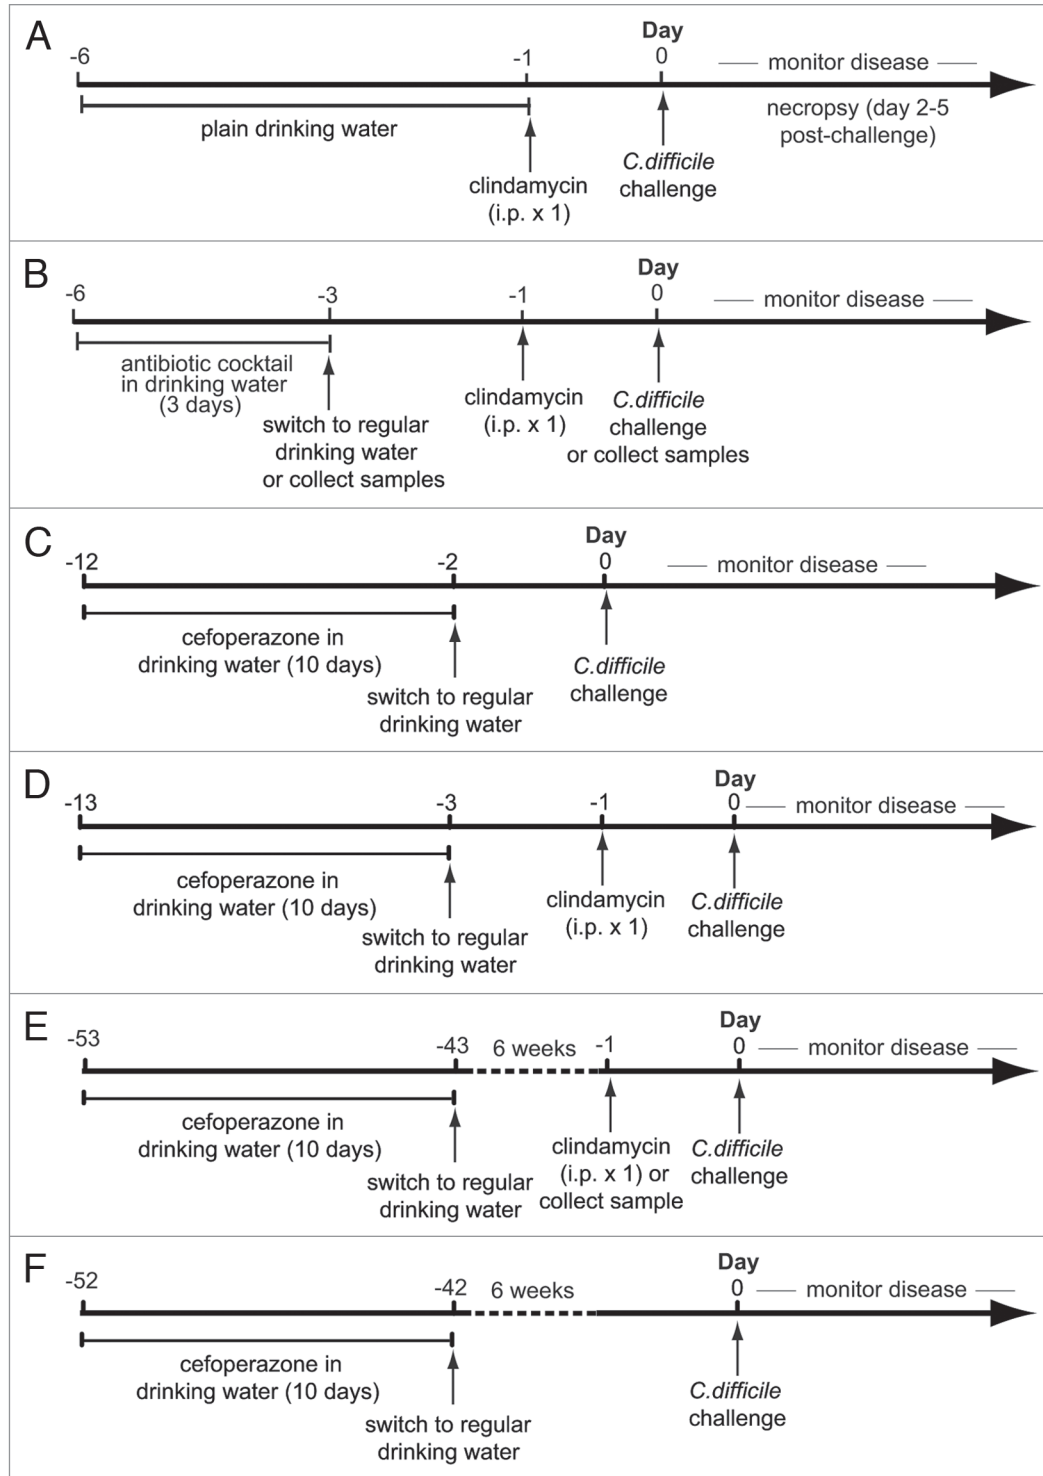 A
Day
-6
-1
0
monitor disease
plain drinking water
necropsy (day 2-5
post-challenge)
C.difficile
challenge
clindamycin
(i.p. x 1)
B
Day
-6
-3
-1
0
monitor disease
antibiotic cocktail
in drinking water
(3 days)
switch to regular
drinking water
or collect samples
clindamycin
(i.p. x 1)
C.difficile
challenge
or collect samples
C
Day
-12
-2
0
monitor disease
cefoperazone in
drinking water (10 days)
switch to regular
drinking water
C.difficile
challenge
D
Day
-13
-3
-1
0
monitor disease
cefoperazone in
drinking water (10 days)
switch to regular
drinking water
clindamycin
(i.p. x 1)
C.difficile
challenge
E
Day
-53
-43
6 weeks
-1
0
monitor disease
cefoperazone in
drinking water (10 days)
switch to regular
drinking water
clindamycin
(i.p. x 1) or
collect sample
C.difficile
challenge
F
Day
-52
-42
6 weeks
0
monitor disease
cefoperazone in
drinking water (10 days)
switch to regular
drinking water
C.difficile
challenge